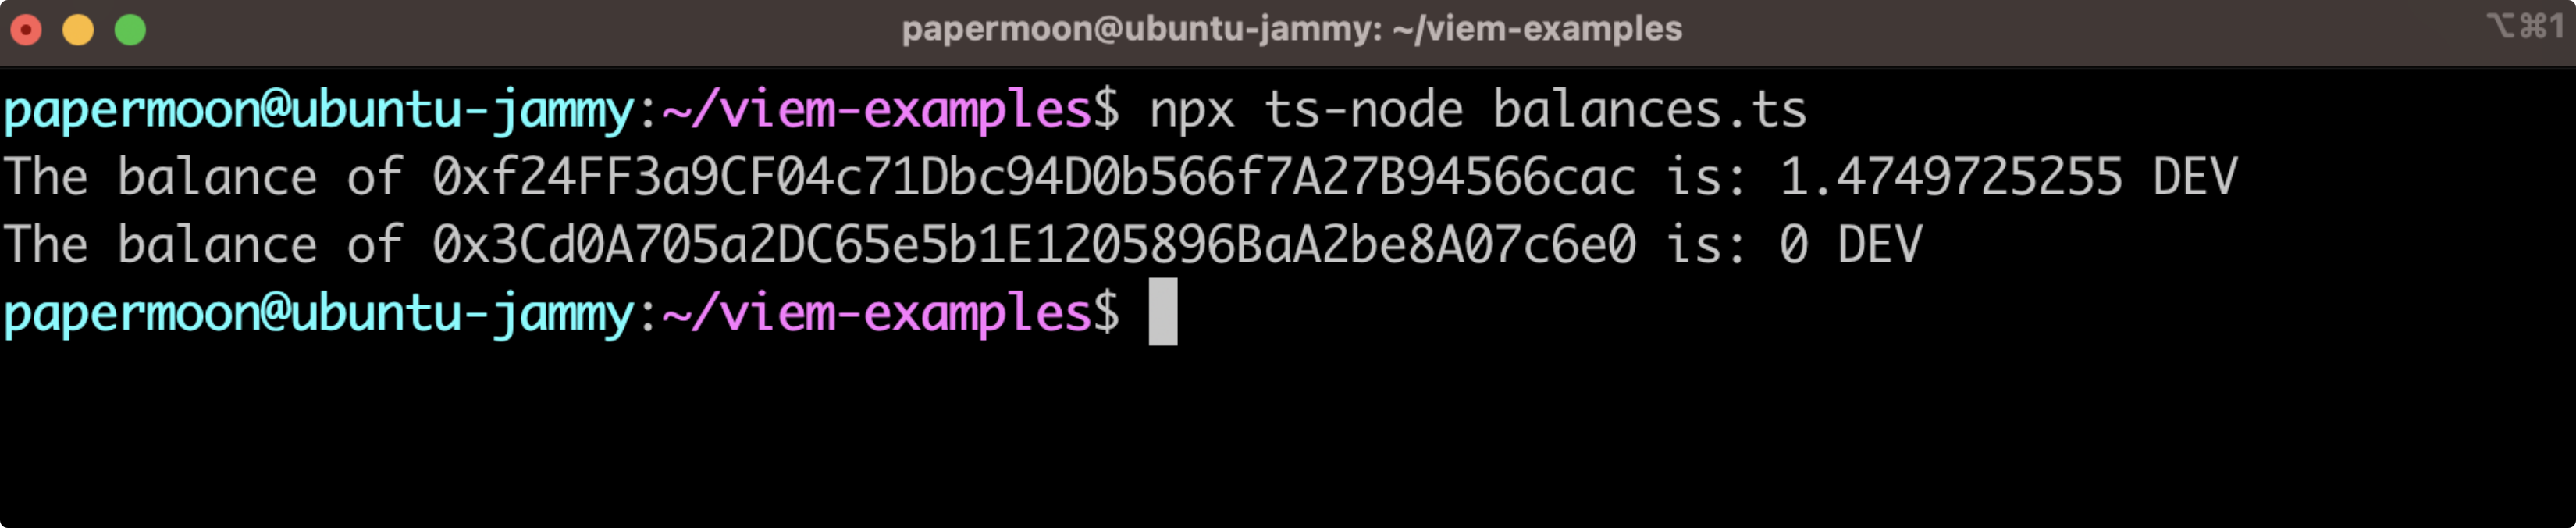 papermoon@ubuntu-jammy: ~/viem-examples
⌥⌘1
papermoon@ubuntu-jammy:~/viem-examples$ npx ts-node balances.ts
The balance of 0xf24FF3a9CF04c71Dbc94D0b566f7A27B94566cac is: 1.4749725255 DEV
The balance of 0x3Cd0A705a2DC65e5b1E1205896BaA2be8A07c6e0 is: 0 DEV
papermoon@ubuntu-jammy:~/viem-examples$